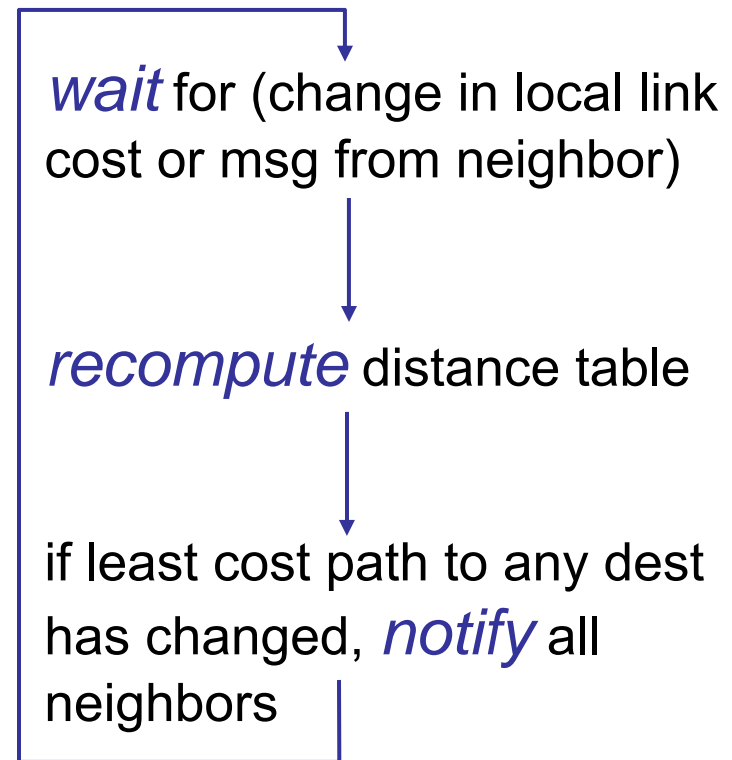 wait for (change in local link
cost or msg from neighbor)
recompute distance table
if least cost path to any dest
has changed, notify all
neighbors